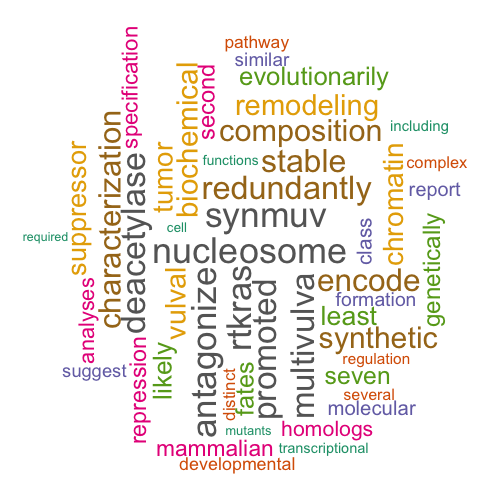 pathway
similar
evolutionarily
specification
second
biochemical
remodeling
composition
including
tumor
suppressor
characterization
deacetylase
functions
stable
chromatin
complex
redundantly
report
synmuv
cell
required
class
genetically
nucleosome
antagonize
rtkras
promoted
multivulva
encode
formation
vulval
analyses
least
synthetic
repression
likely
suggest
regulation
seven
fates
distinct
several
molecular
mutants
homologs
mammalian
transcriptional
developmental